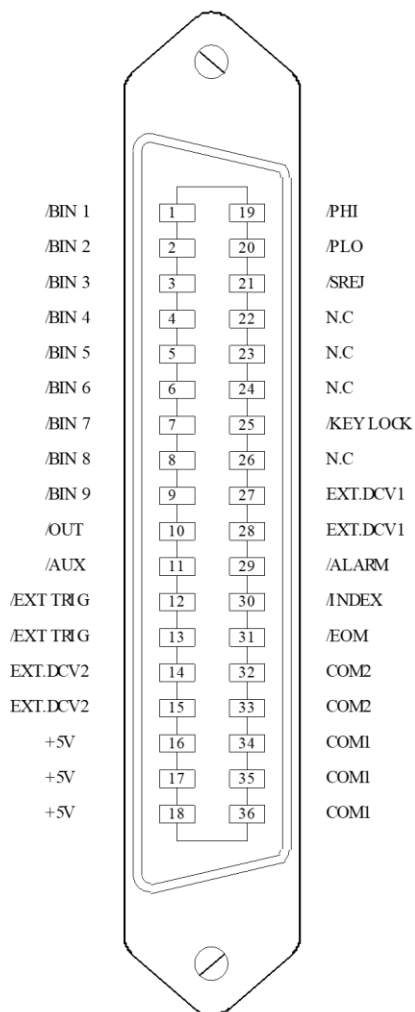 /BIN 1 1 19 /PHI
/BIN 2 2 20 /PLO
/BIN 3 3 21 /SREJ
/BIN 4 4 22 N.C
/BIN 5 5 23 N.C
/BIN 6 6 24 N.C
/BIN 7 7 25 /KEY LOCK
/BIN 8 8 26 N.C
/BIN 9 9 27 EXT.DCV1
/OUT 10 28 EXT.DCV1
/AUX 11 29 /ALARM
/EXT TRIG 12 30 /INDEX
/EXT TRIG 13 31 /EOM
EXT.DCV2 14 32 COM2
EXT.DCV2 15 33 COM2
+5V 16 34 COM1
+5V 17 35 COM1
+5V 18 36 COM1